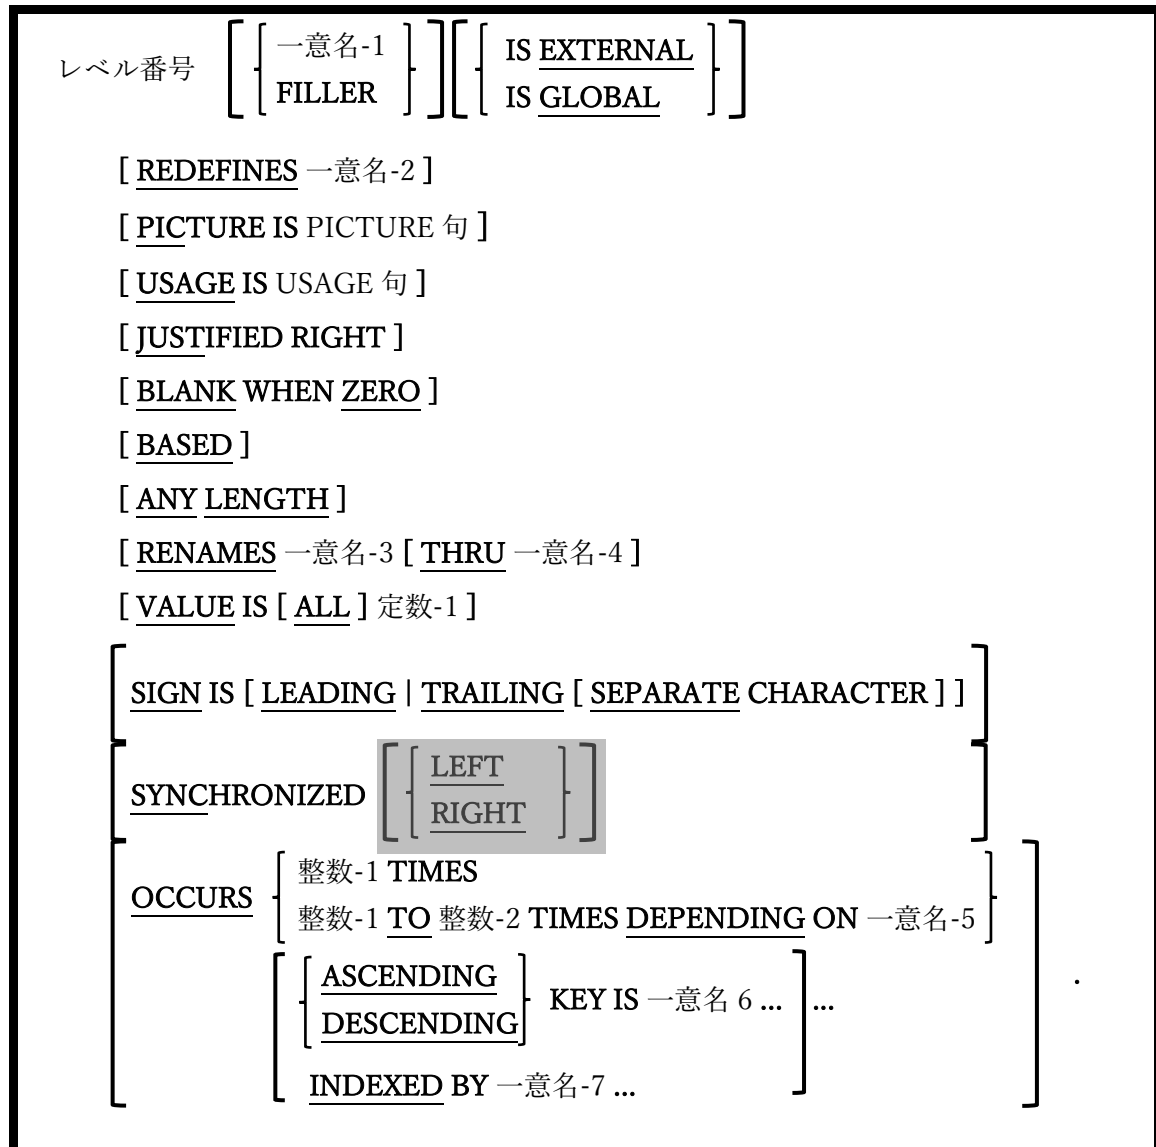 レベル番号 [ { 一意名-1
FILLER } ] [ { IS EXTERNAL
IS GLOBAL } ]
[ REDEFINES 一意名-2 ]
[ PICTURE IS PICTURE 句 ]
[ USAGE IS USAGE 句 ]
[ JUSTIFIED RIGHT ]
[ BLANK WHEN ZERO ]
[ BASED ]
[ ANY LENGTH ]
[ RENAMES 一意名-3 [ THRU 一意名-4 ]
[ VALUE IS [ ALL ] 定数-1 ]
[ SIGN IS [ LEADING | TRAILING [ SEPARATE CHARACTER ] ] ]
[ SYNCHRONIZED [ { LEFT
RIGHT } ] ]
[ OCCURS { 整数-1 TIMES
整数-1 TO 整数-2 TIMES DEPENDING ON 一意名-5 }
[ { ASCENDING
DESCENDING } KEY IS 一意名 6 ... ] ...
INDEXED BY 一意名-7 ... ] .